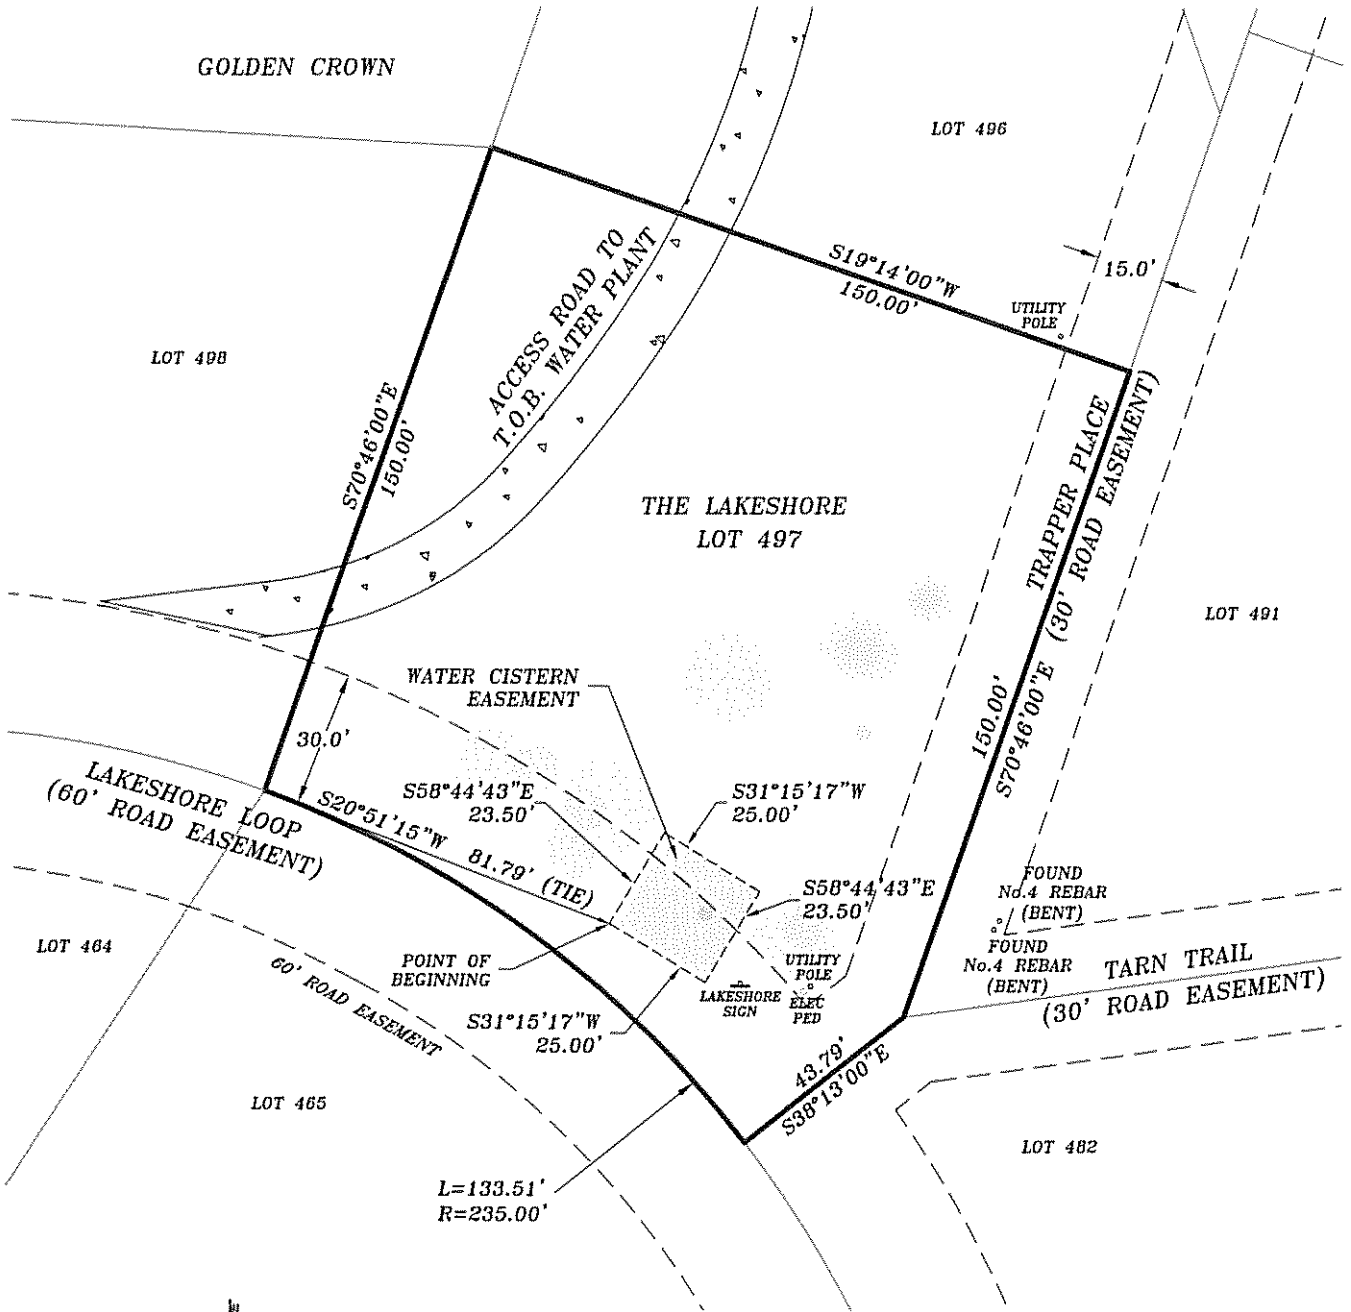 GOLDEN CROWN
LOT 496
S19°14'00"W
150.00'
15.0'
UTILITY
POLE
ACCESS ROAD TO
T.O.B. WATER PLANT
LOT 498
S70°46'00"E
150.00'
THE LAKESHORE
LOT 497
TRAPPER PLACE
(30' ROAD EASEMENT)
150.00'
S70°46'00"E
LOT 491
WATER CISTERN
EASEMENT
30.0'
LAKESHORE LOOP
(60' ROAD EASEMENT)
S58°44'43"E
23.50'
S31°15'17"W
25.00'
S20°51'15"W 81.79' (TIE)
S58°44'43"E
23.50'
FOUND
No.4 REBAR
(BENT)
FOUND
No.4 REBAR
(BENT)
TARN TRAIL
(30' ROAD EASEMENT)
LOT 464
60' ROAD EASEMENT
POINT OF
BEGINNING
UTILITY
POLE
LAKESHORE
SIGN
ELEC
PED
S31°15'17"W
25.00'
43.79'
S38°13'00"E
LOT 465
LOT 482
L=133.51'
R=235.00'